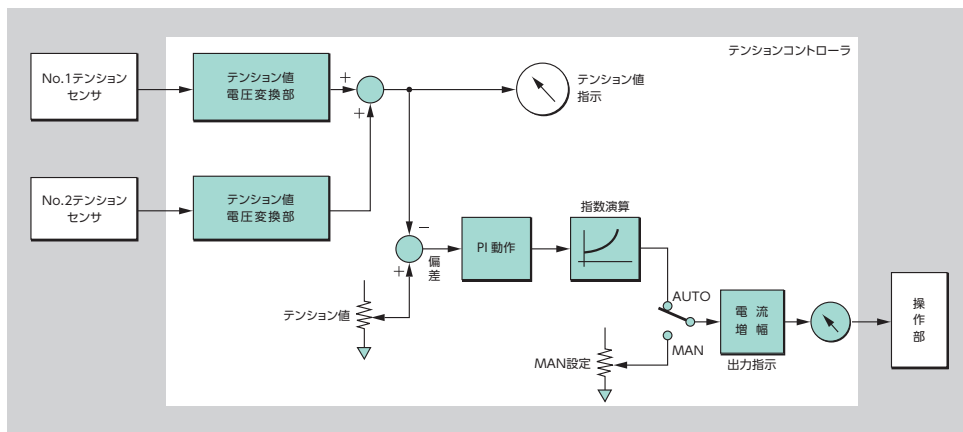 テンションコントローラ
No.1テンション
センサ
テンション値
電圧変換部
+
+
テンション値
指示
No.2テンション
センサ
テンション値
電圧変換部
−
+
偏差
PI 動作
指数演算
テンション値
AUTO
MAN
MAN設定
電流
増幅
出力指示
操作部